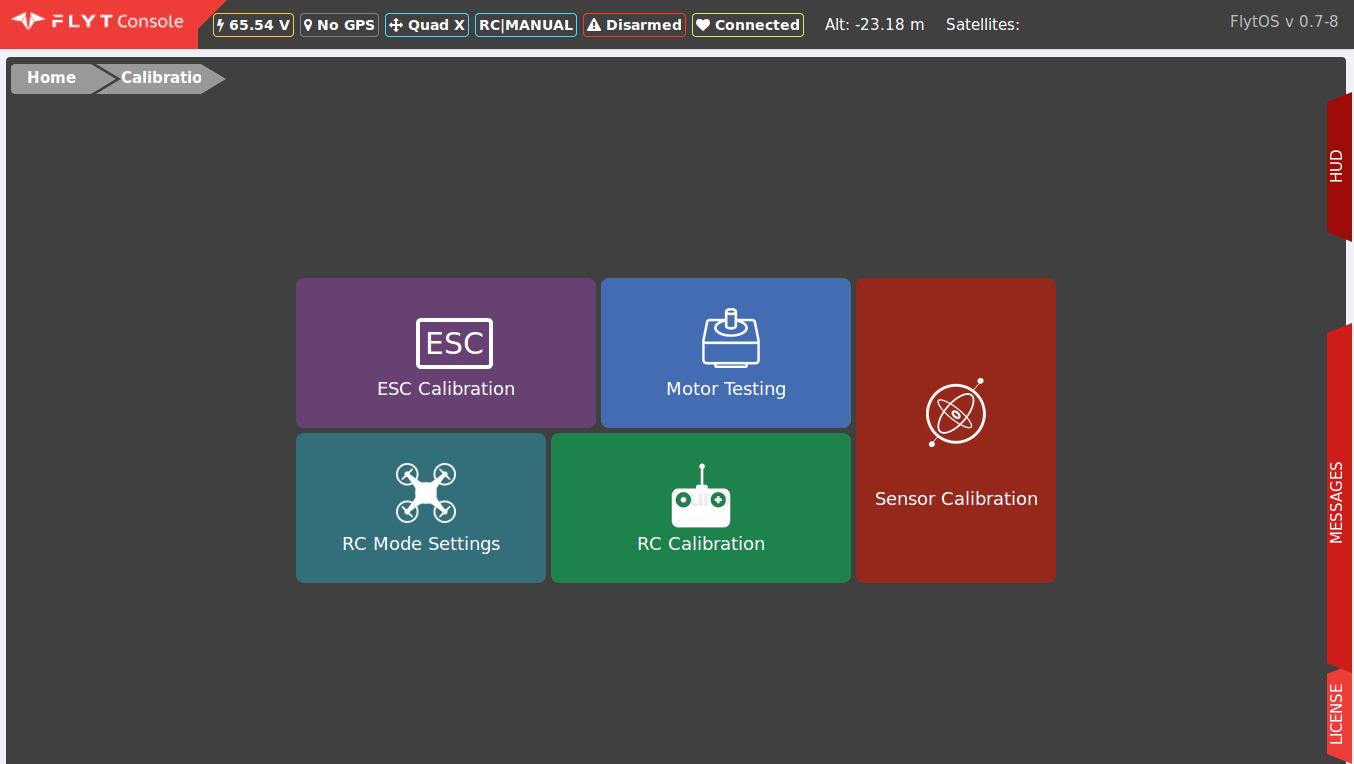 FLYT Console
65.54 V
No GPS
Quad X
RC|MANUAL
Disarmed
Connected
Alt: -23.18 m
Satellites:
FlytOS v 0.7-8
Home
Calibratio
HUD
ESC
ESC Calibration
Motor Testing
Sensor Calibration
RC Mode Settings
RC Calibration
MESSAGES
LICENSE